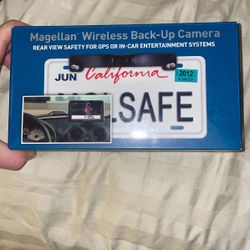 Magellan Wireless Back-Up Camera
REAR VIEW SAFETY FOR GPS OR IN-CAR ENTERTAINMENT SYSTEMS
JUN California 2012
SAFE